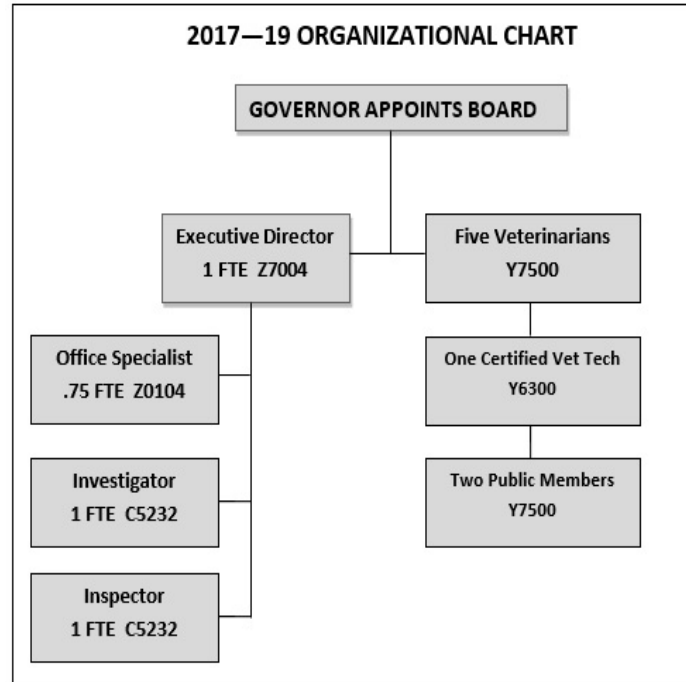 2017—19 ORGANIZATIONAL CHART
GOVERNOR APPOINTS BOARD
Executive Director
1 FTE Z7004
Five Veterinarians
Y7500
Office Specialist
.75 FTE Z0104
One Certified Vet Tech
Y6300
Investigator
1 FTE C5232
Two Public Members
Y7500
Inspector
1 FTE C5232